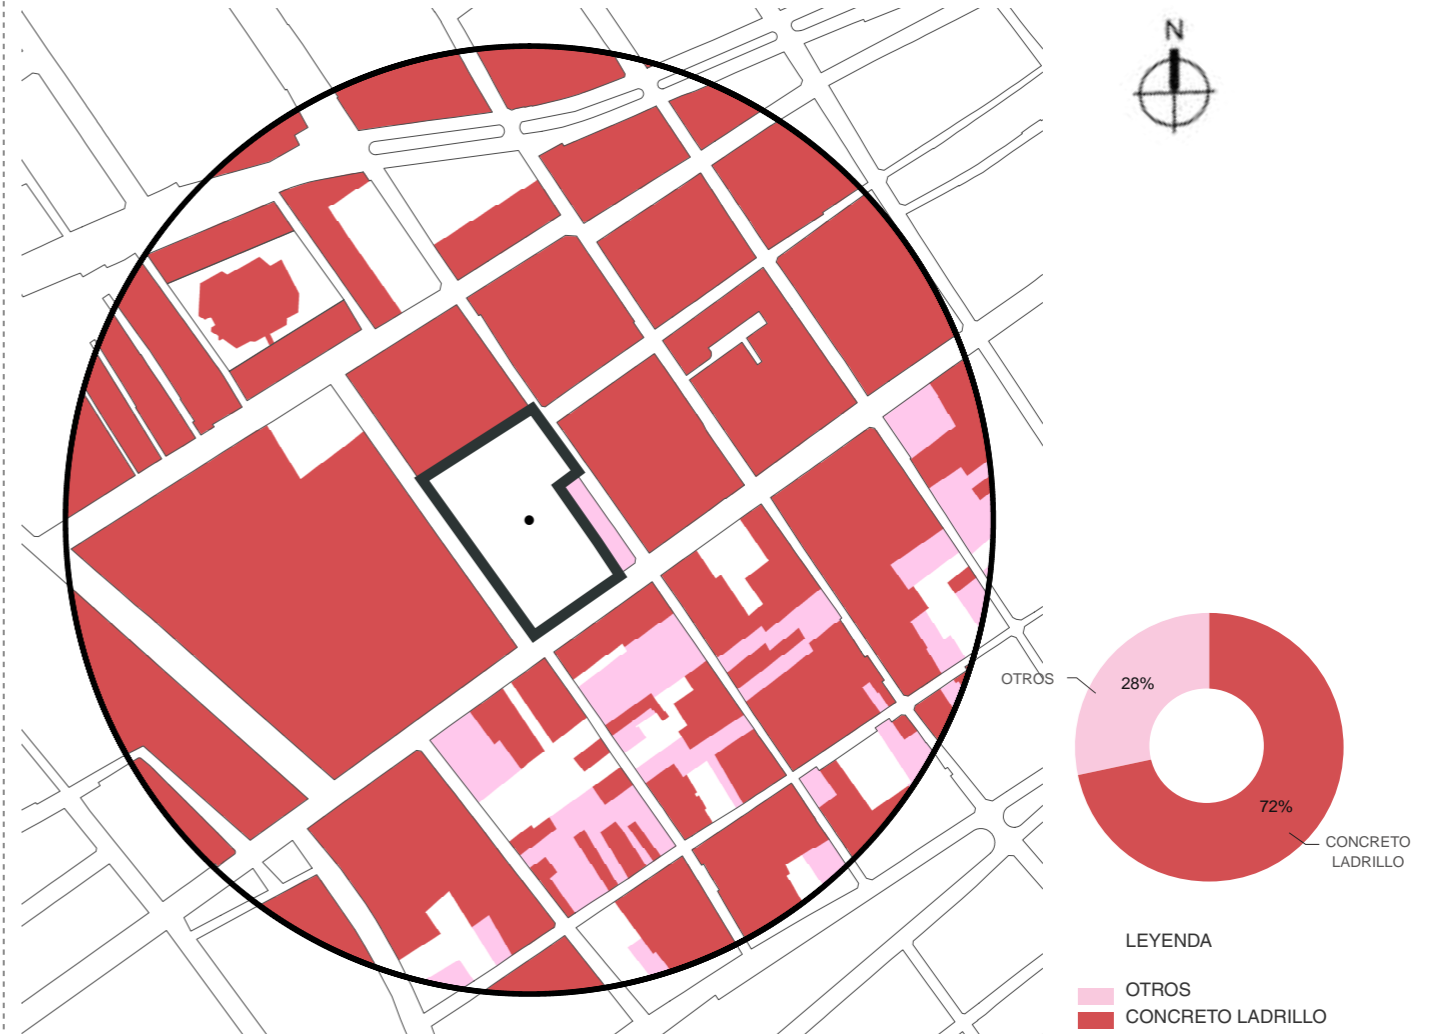 N
OTROS
28%
72%
CONCRETO
LADRILLO
LEYENDA
OTROS
CONCRETO LADRILLO